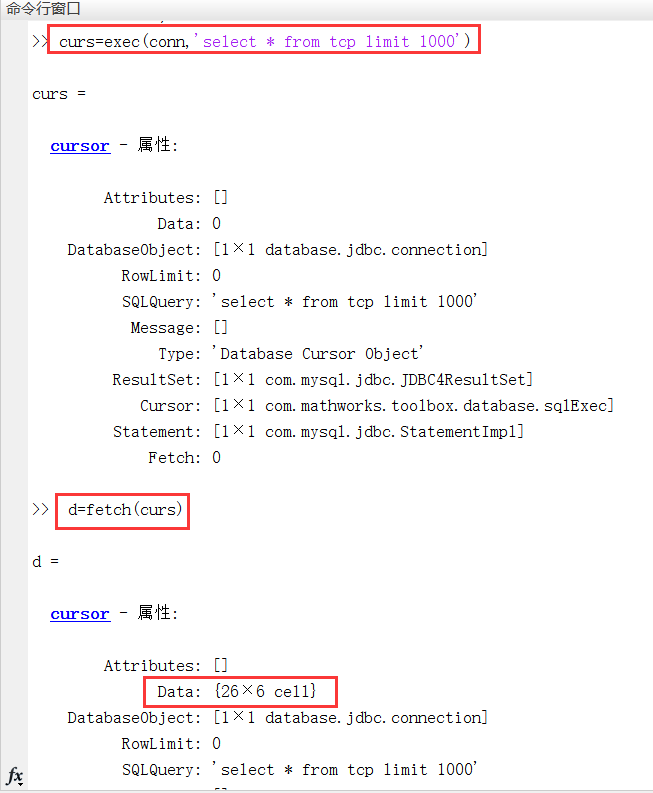 命令行窗口
>> curs=exec(conn,'select * from tcp limit 1000')
curs =
cursor - 属性:
Attributes: []
Data: 0
DatabaseObject: [1×1 database.jdbc.connection]
RowLimit: 0
SQLQuery: 'select * from tcp limit 1000'
Message: []
Type: 'Database Cursor Object'
ResultSet: [1×1 com.mysql.jdbc.JDBC4ResultSet]
Cursor: [1×1 com.mathworks.toolbox.database.sqlExec]
Statement: [1×1 com.mysql.jdbc.StatementImpl]
Fetch: 0
>> d=fetch(curs)
d =
cursor - 属性:
Attributes: []
Data: {26×6 cell}
DatabaseObject: [1×1 database.jdbc.connection]
RowLimit: 0
SQLQuery: 'select * from tcp limit 1000'
fx